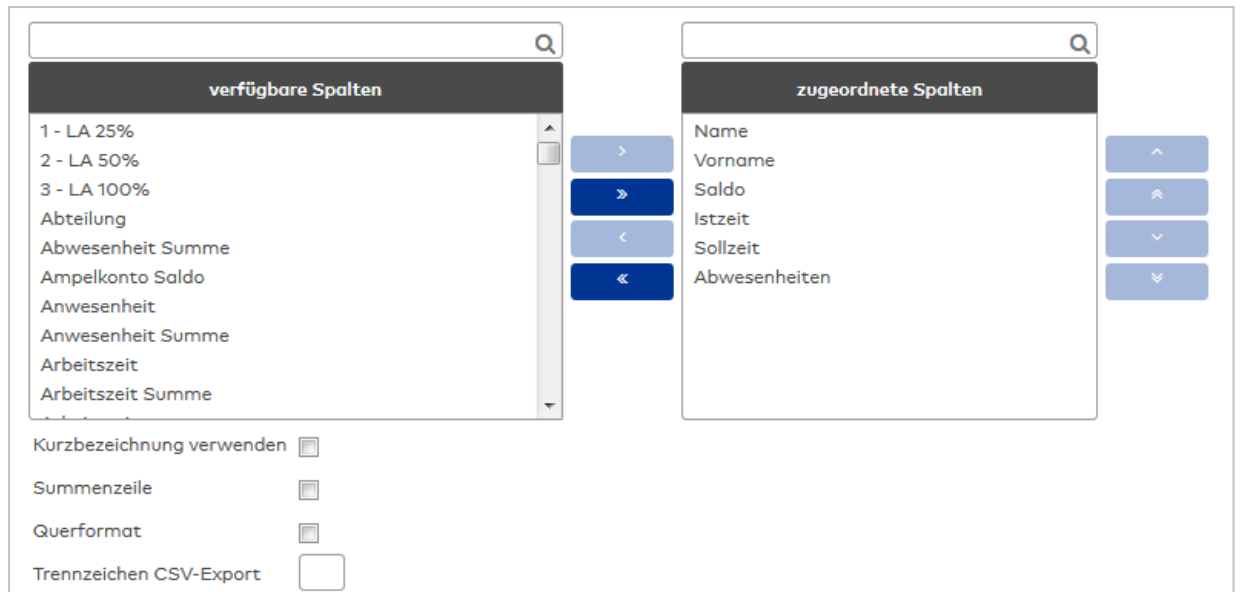 verfügbare Spalten
1 - LA 25%
2 - LA 50%
3 - LA 100%
Abteilung
Abwesenheit Summe
Ampelkonto Saldo
Anwesenheit
Anwesenheit Summe
Arbeitszeit
Arbeitszeit Summe
>
»
<
«
zugeordnete Spalten
Name
Vorname
Saldo
Istzeit
Sollzeit
Abwesenheiten
Kurzbezeichnung verwenden
Summenzeile
Querformat
Trennzeichen CSV-Export